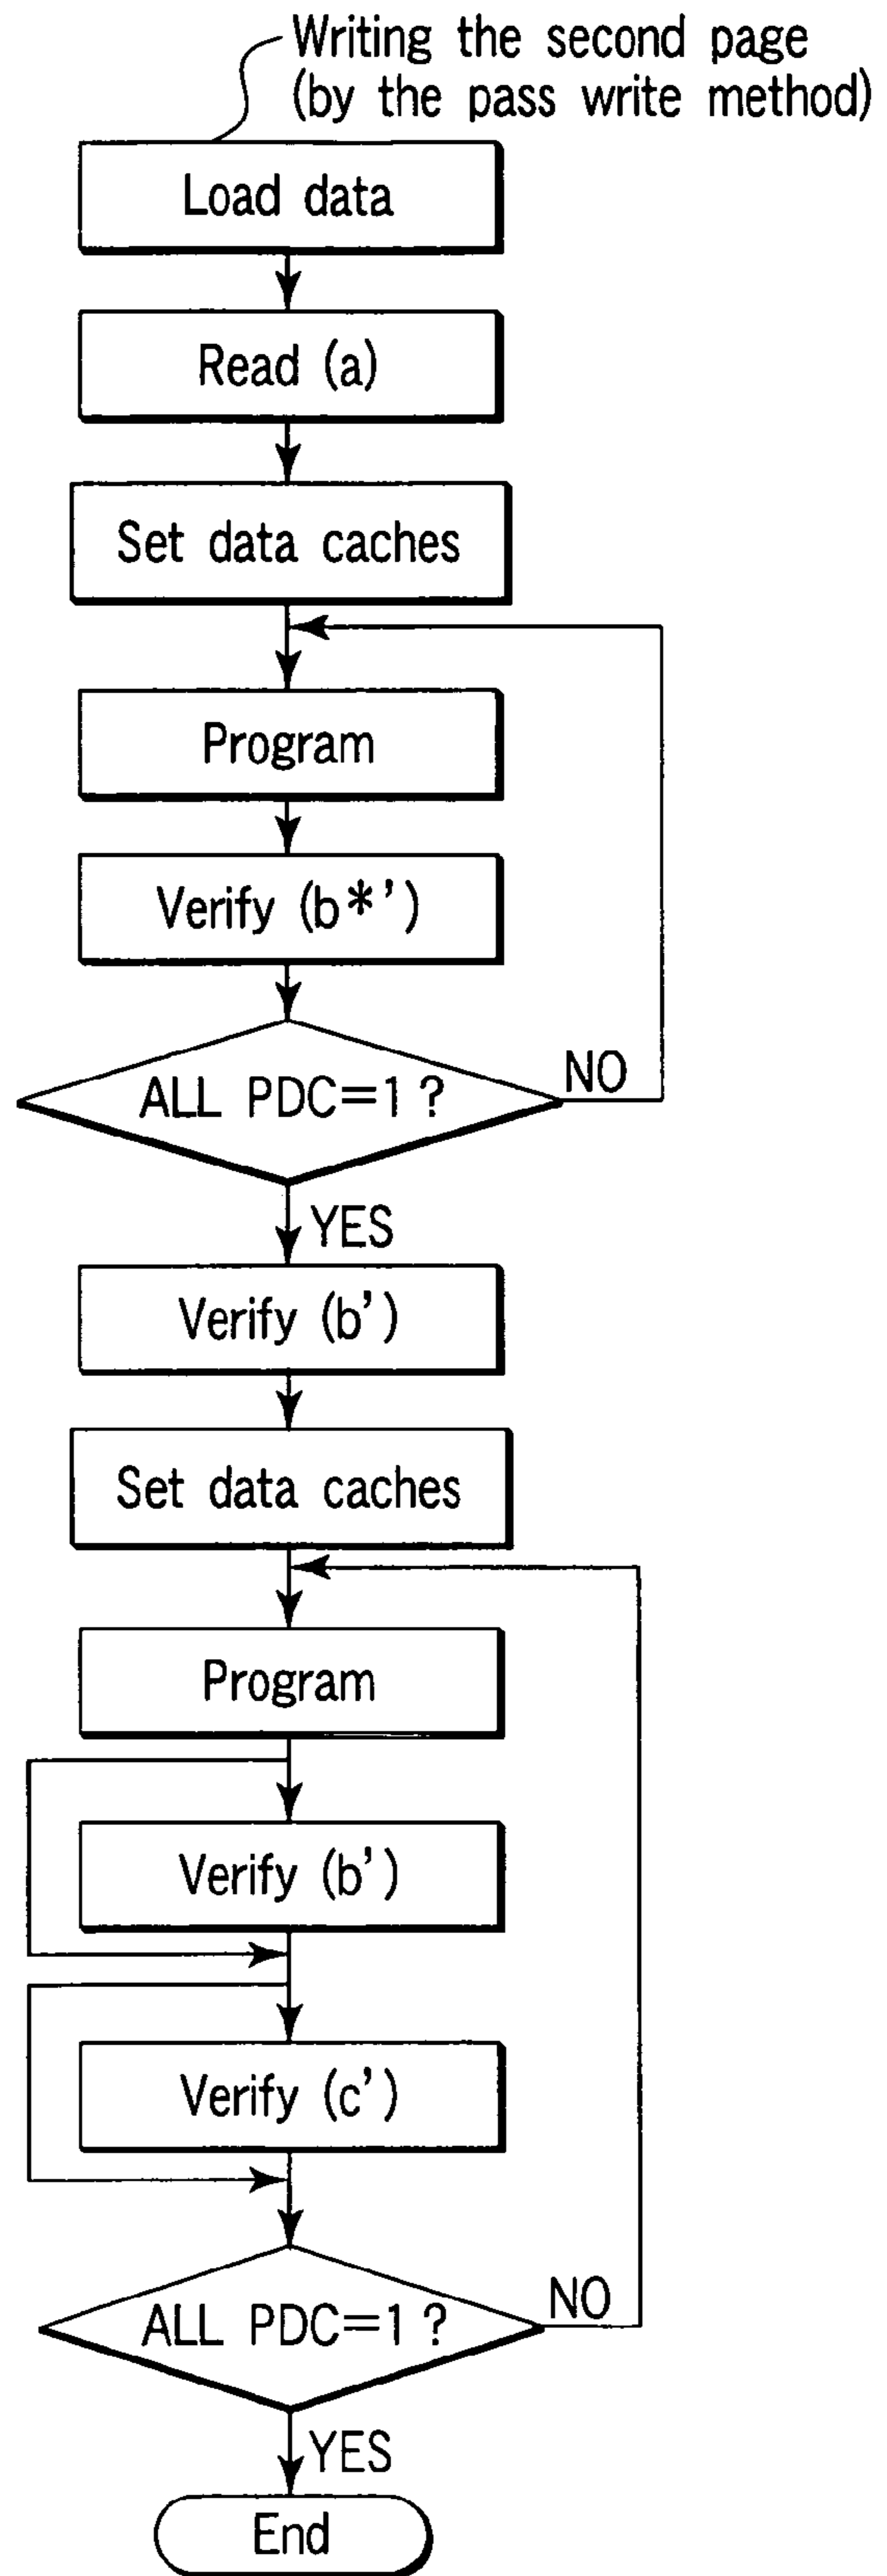 Writing the second page
(by the pass write method)
Load data
Read (a)
Set data caches
Program
Verify (b*')
ALL PDC=1 ?
NO
YES
Verify (b')
Set data caches
Program
Verify (b')
Verify (c')
ALL PDC=1 ?
NO
YES
End